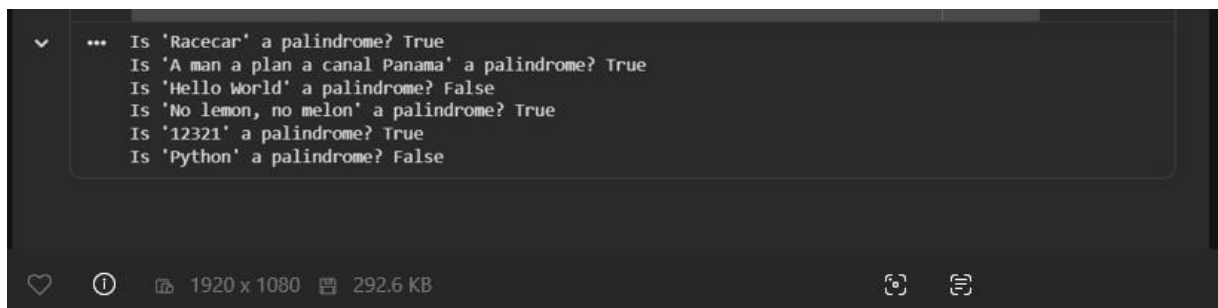 Is 'Racecar' a palindrome? True
Is 'A man a plan a canal Panama' a palindrome? True
Is 'Hello World' a palindrome? False
Is 'No lemon, no melon' a palindrome? True
Is '12321' a palindrome? True
Is 'Python' a palindrome? False
1920 x 1080 292.6 KB